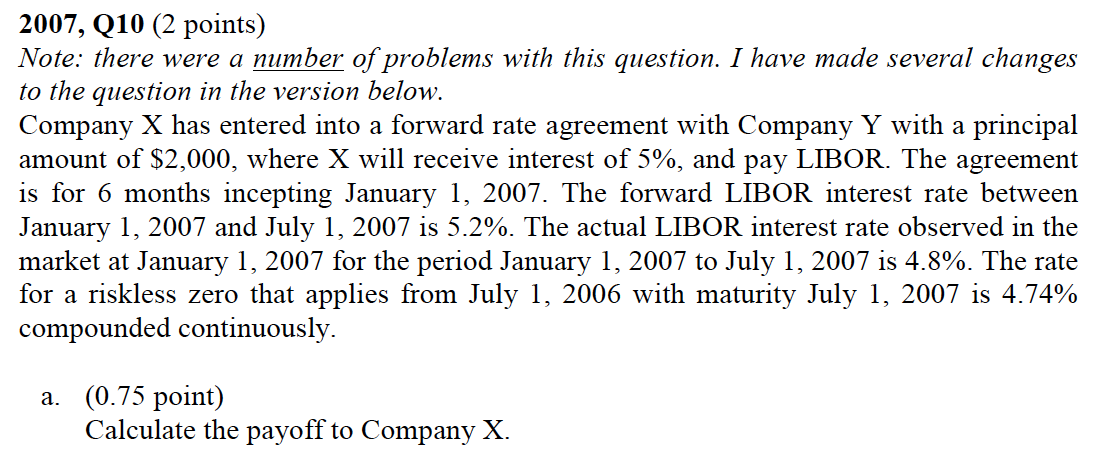 2007, Q10 (2 points)
Note: there were a number of problems with this question. I have made several changes
to the question in the version below.
Company X has entered into a forward rate agreement with Company Y with a principal
amount of $2,000, where X will receive interest of 5%, and pay LIBOR. The agreement
is for 6 months incepting January 1, 2007. The forward LIBOR interest rate between
January 1, 2007 and July 1, 2007 is 5.2%. The actual LIBOR interest rate observed in the
market at January 1, 2007 for the period January 1, 2007 to July 1, 2007 is 4.8%. The rate
for a riskless zero that applies from July 1, 2006 with maturity July 1, 2007 is 4.74%
compounded continuously.
a. (0.75 point)
Calculate the payoff to Company X.